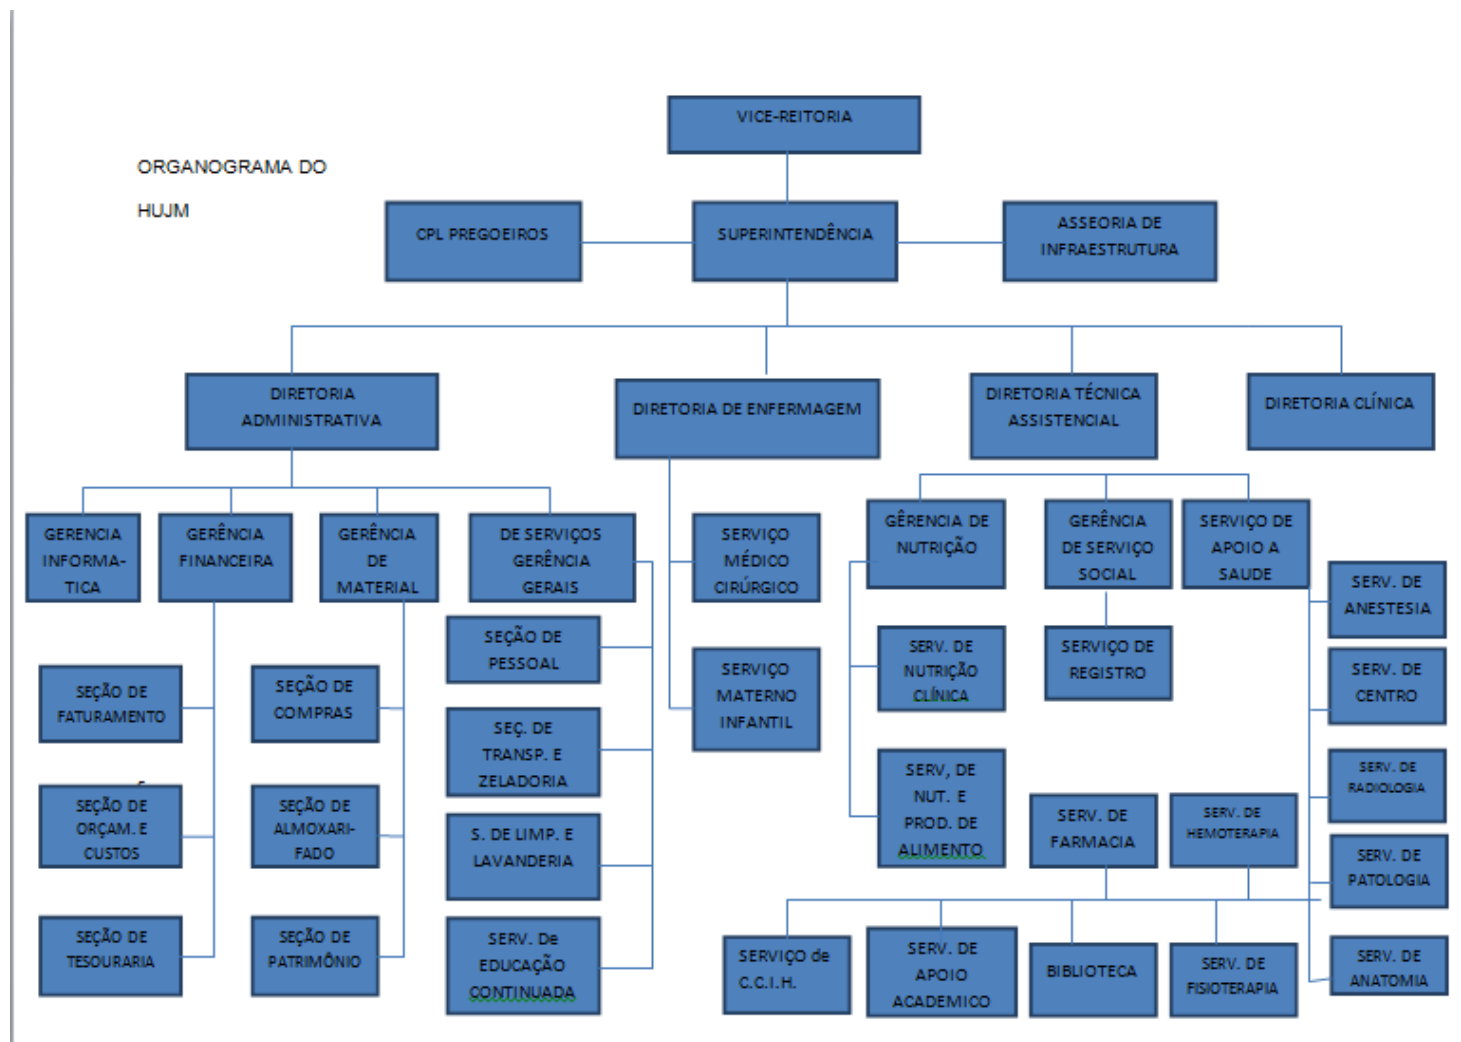 VICE-REITORIA
ORGANOGRAMA DO
HUJM
CPL PREGOEIROS
SUPERINTENDÊNCIA
ASSEORIA DE
INFRAESTRUTURA
DIRETORIA
ADMINISTRATIVA
DIRETORIA DE ENFERMAGEM
DIRETORIA TÉCNICA
ASSISTENCIAL
DIRETORIA CLÍNICA
GERENCIA
INFORMA-
TICA
GERÊNCIA
FINANCEIRA
GERÊNCIA
DE
MATERIAL
DE SERVIÇOS
GERÊNCIA
GERAIS
SERVIÇO
MÉDICO
CIRÚRGICO
GÊRENCIA DE
NUTRIÇÃO
GERÊNCIA
DE SERVIÇO
SOCIAL
SERVIÇO DE
APOIO A
SAUDE
SERV. DE
ANESTESIA
SEÇÃO DE
PESSOAL
SERVIÇO
MATERNO
INFANTIL
SERV. DE
NUTRIÇÃO
CLÍNICA
SERVIÇO DE
REGISTRO
SERV. DE
CENTRO
SEÇÃO DE
FATURAMENTO
SEÇÃO DE
COMPRAS
SEÇ. DE
TRANSP. E
ZELADORIA
SERV, DE
NUT. E
PROD. DE
ALIMENTO
SERV. DE
RADIOLOGIA
SEÇÃO DE
ORÇAM. E
CUSTOS
SEÇÃO DE
ALMOXARI-
FADO
S. DE LIMP. E
LAVANDERIA
SERV. DE
FARMACIA
SERV. DE
HEMOTERAPIA
SERV. DE
PATOLOGIA
SEÇÃO DE
TESOURARIA
SEÇÃO DE
PATRIMÔNIO
SERV. De
EDUCAÇÃO
CONTINUADA
SERVIÇO de
C.C.I.H.
SERV. DE
APOIO
ACADEMICO
BIBLIOTECA
SERV. DE
FISIOTERAPIA
SERV. DE
ANATOMIA